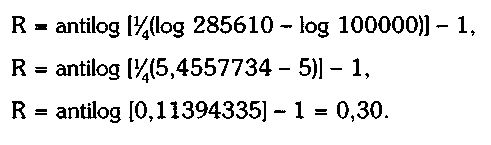 R = antilog [¼(log 285610 – log 100000)] – 1,
R = antilog [¼(5,4557734 – 5)] – 1,
R = antilog [0,11394335] – 1 = 0,30.